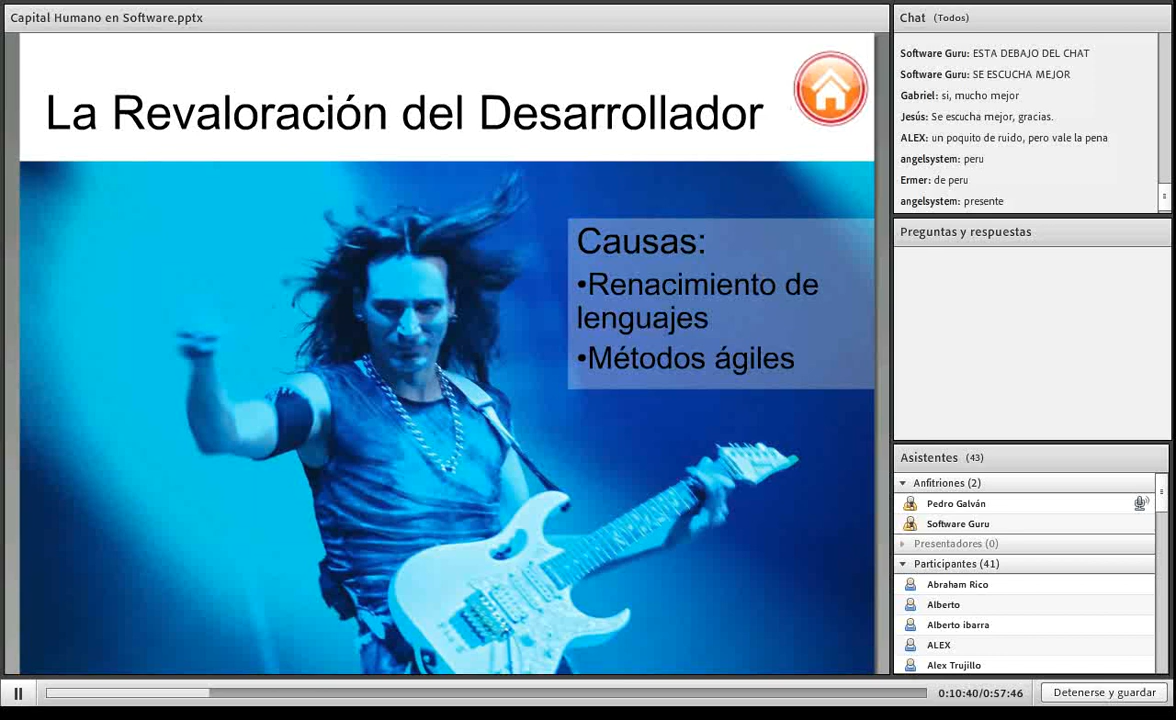 Capital Humano en Software.pptx
La Revaloración del Desarrollador
Causas:
•Renacimiento de
lenguajes
•Métodos ágiles
Chat (Todos)
Software Guru: ESTA DEBAJO DEL CHAT
Software Guru: SE ESCUCHA MEJOR
Gabriel: si, mucho mejor
Jesús: Se escucha mejor, gracias.
ALEX: un poquito de ruido, pero vale la pena
angelsystem: peru
Ermer: de peru
angelsystem: presente
Preguntas y respuestas
Asistentes (43)
Anfitriones (2)
Pedro Galván
Software Guru
Presentadores (0)
Participantes (41)
Abraham Rico
Alberto
Alberto ibarra
ALEX
Alex Trujillo
0:10:40/0:57:46
Detenerse y guardar